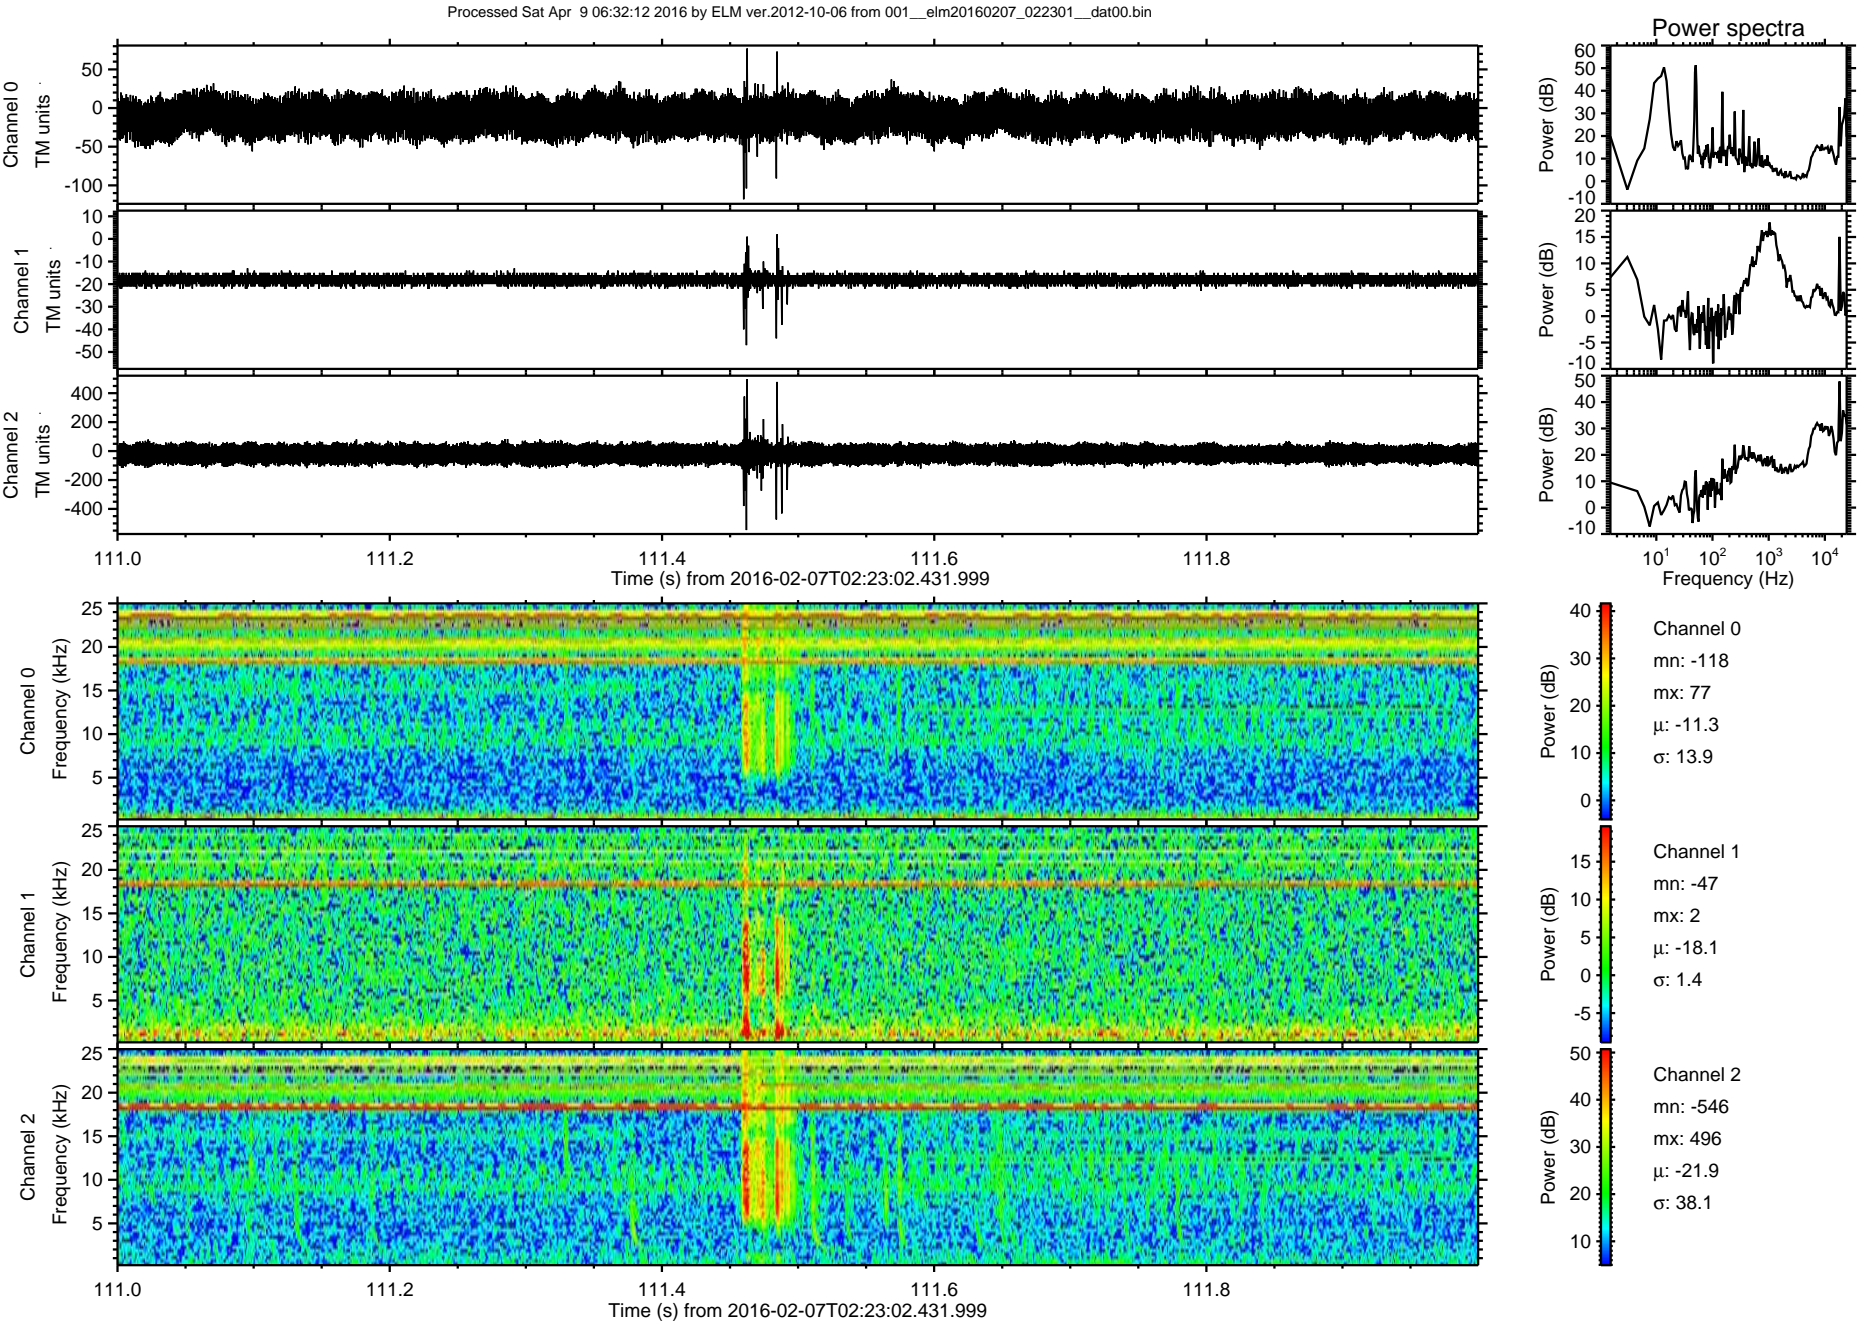 Processed Sat Apr  9 06:32:12 2016 by ELM ver.2012-10-06 from 001__elm20160207_022301__dat00.bin
Power spectra
Channel 0
TM units
50
0
-50
-100
Power (dB)
60
50
40
30
20
10
0
-10
Channel 1
TM units
10
0
-10
-20
-30
-40
-50
Power (dB)
20
15
10
5
0
-5
-10
Channel 2
TM units
400
200
0
-200
-400
Power (dB)
50
40
30
20
10
0
-10
111.0 111.2 111.4 111.6 111.8
Time (s) from 2016-02-07T02:23:02.431.999
10¹ 10² 10³ 10⁴
Frequency (Hz)
Channel 0
Frequency (kHz)
25
20
15
10
5
Power (dB)
40
30
20
10
0
Channel 0
mn: -118
mx: 77
μ: -11.3
σ: 13.9
Channel 1
Frequency (kHz)
25
20
15
10
5
Power (dB)
15
10
5
0
-5
Channel 1
mn: -47
mx: 2
μ: -18.1
σ: 1.4
Channel 2
Frequency (kHz)
25
20
15
10
5
Power (dB)
50
40
30
20
10
Channel 2
mn: -546
mx: 496
μ: -21.9
σ: 38.1
111.0 111.2 111.4 111.6 111.8
Time (s) from 2016-02-07T02:23:02.431.999